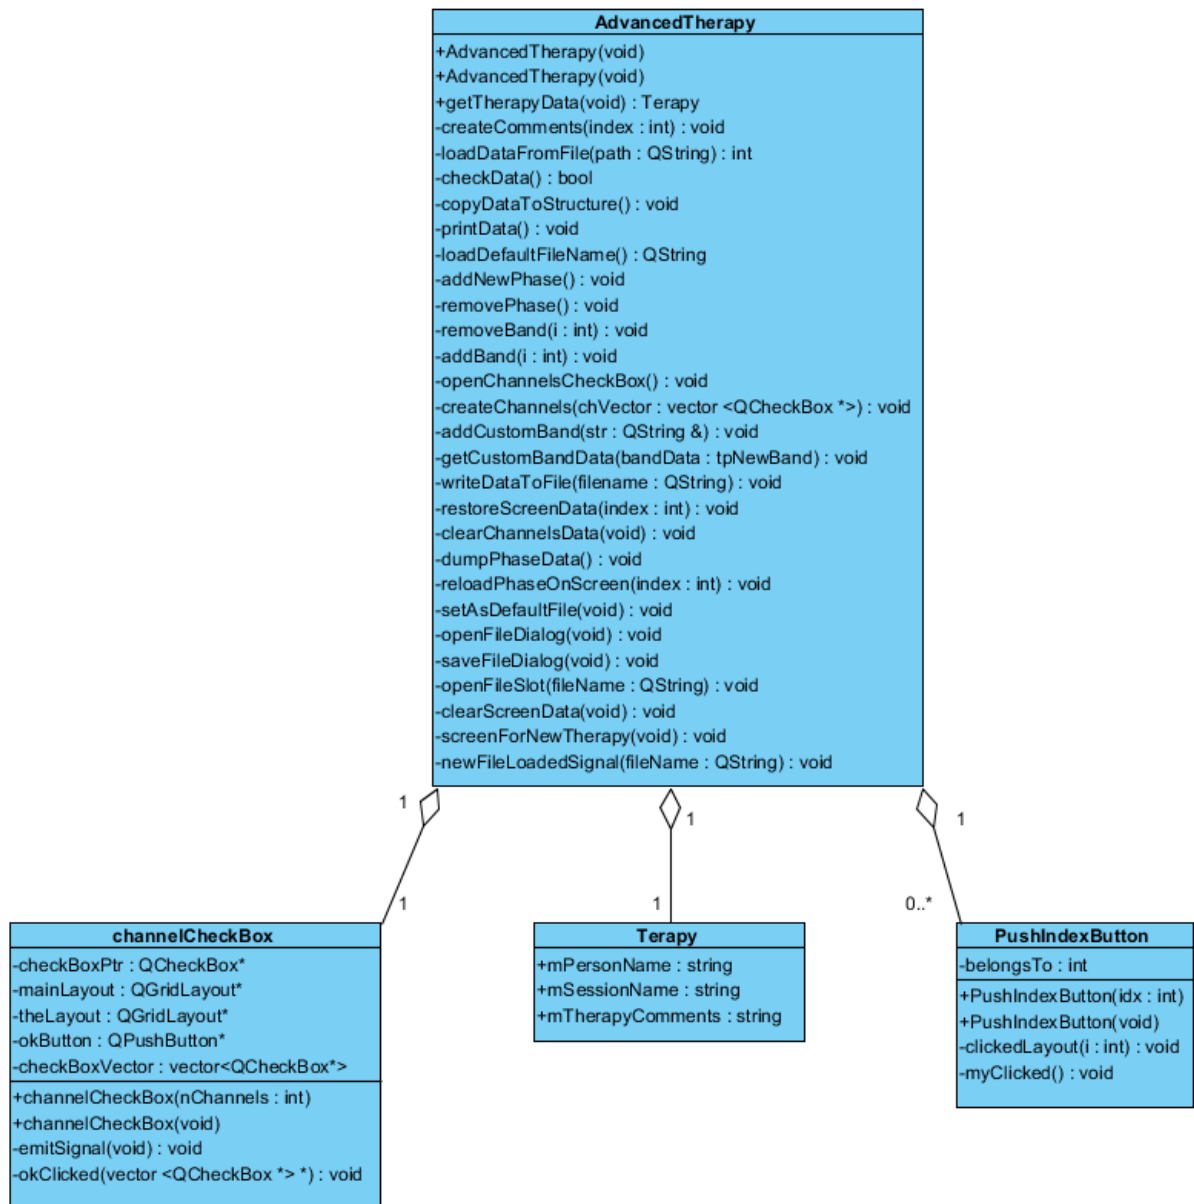 AdvancedTherapy
+AdvancedTherapy(void)
+AdvancedTherapy(void)
+getTherapyData(void) : Terapy
-createComments(index : int) : void
-loadDataFromFile(path : QString) : int
-checkData() : bool
-copyDataToStructure() : void
-printData() : void
-loadDefaultFileName() : QString
-addNewPhase() : void
-removePhase() : void
-removeBand(i : int) : void
-addBand(i : int) : void
-openChannelsCheckBox() : void
-createChannels(chVector : vector <QCheckBox *>) : void
-addCustomBand(str : QString &) : void
-getCustomBandData(bandData : tpNewBand) : void
-writeDataToFile(filename : QString) : void
-restoreScreenData(index : int) : void
-clearChannelsData(void) : void
-dumpPhaseData() : void
-reloadPhaseOnScreen(index : int) : void
-setAsDefaultFile(void) : void
-openFileDialog(void) : void
-saveFileDialog(void) : void
-openFileSlot(fileName : QString) : void
-clearScreenData(void) : void
-screenForNewTherapy(void) : void
-newFileLoadedSignal(fileName : QString) : void
1
1
1
1
1
0..*
channelCheckBox
-checkBoxPtr : QCheckBox*
-mainLayout : QGridLayout*
-theLayout : QGridLayout*
-okButton : QPushButton*
-checkBoxVector : vector<QCheckBox*>
+channelCheckBox(nChannels : int)
+channelCheckBox(void)
-emitSignal(void) : void
-okClicked(vector <QCheckBox *> *) : void
Terapy
+mPersonName : string
+mSessionName : string
+mTherapyComments : string
PushIndexButton
-belongsTo : int
+PushIndexButton(idx : int)
+PushIndexButton(void)
-clickedLayout(i : int) : void
-myClicked() : void